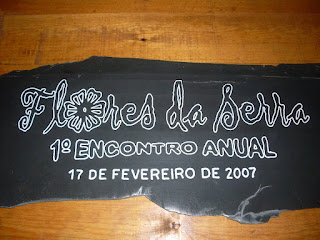 Flores da Serra
1º ENCONTRO ANUAL
17 DE FEVEREIRO DE 2007